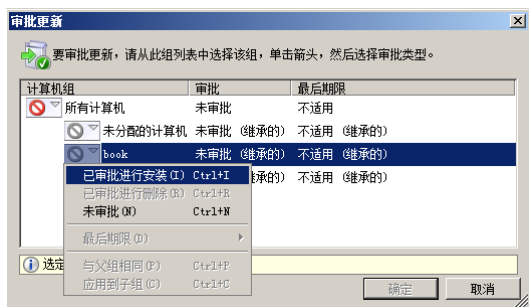 审批更新
要审批更新，请从此组列表中选择该组，单击箭头，然后选择审批类型。
计算机组 审批 最后期限
所有计算机 未审批 不适用
未分配的计算机 未审批 (继承的) 不适用 (继承的)
book 未审批 (继承的) 不适用 (继承的)
已审批进行安装(I) Ctrl+I
继承的) 不适用 (继承的)
已审批进行删除(R) Ctrl+R
未审批(N) Ctrl+N
最后期限(D)
选定
与父组相同(P) Ctrl+P
应用到子组(C) Ctrl+C
确定 取消